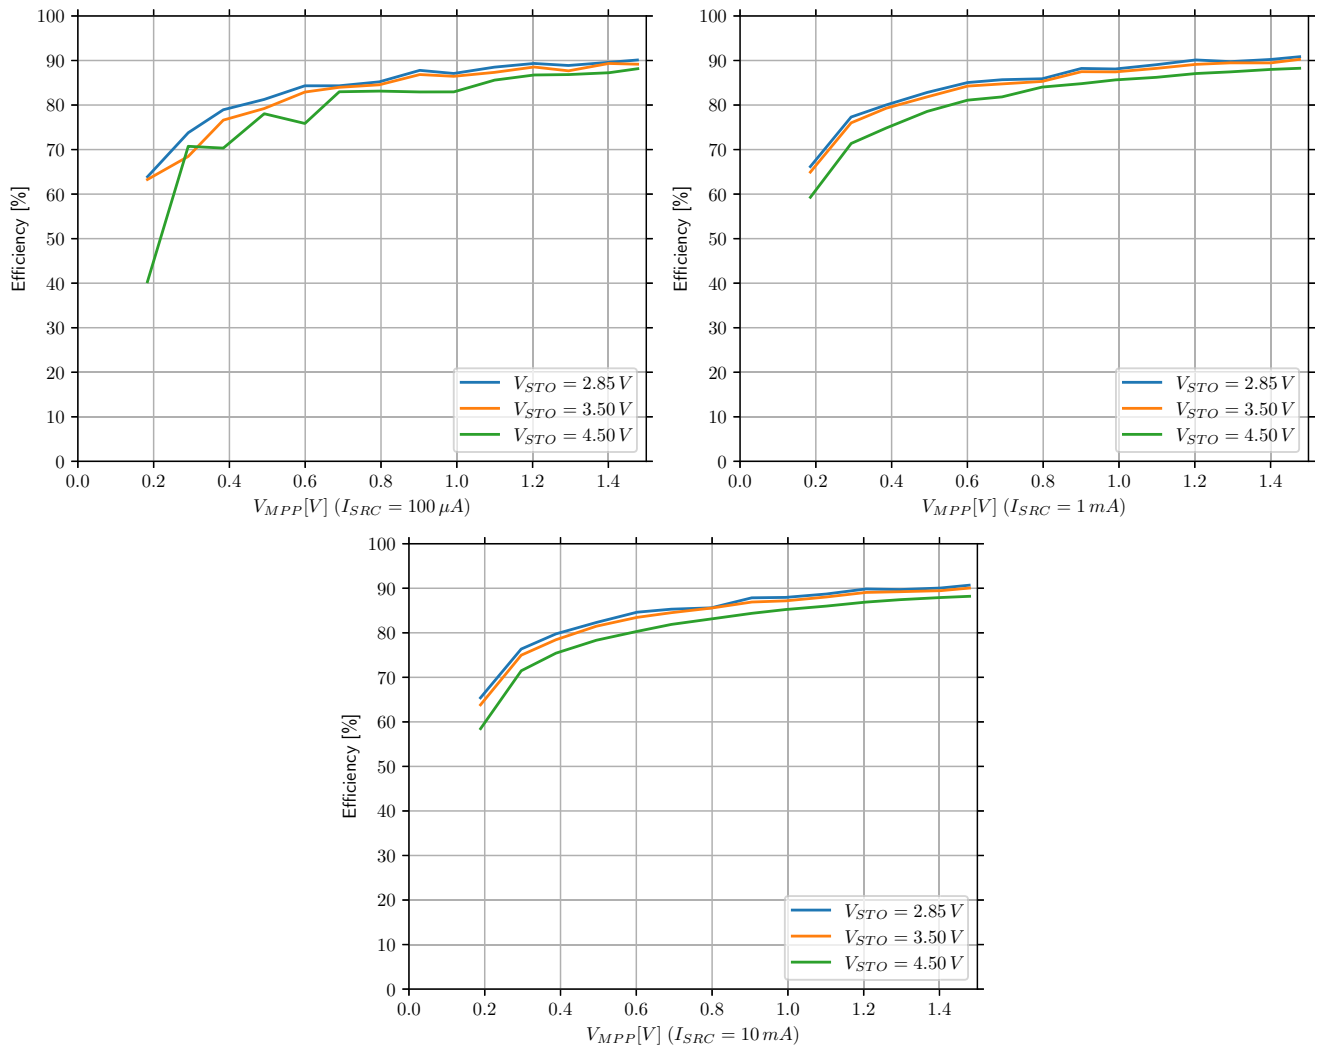 100
90
80
70
60
50
40
30
20
10
0
Efficiency [%]
V_STO = 2.85 V
V_STO = 3.50 V
V_STO = 4.50 V
0.0 0.2 0.4 0.6 0.8 1.0 1.2 1.4
V_MPP[V] (I_SRC = 100 μA)
100
90
80
70
60
50
40
30
20
10
0
Efficiency [%]
V_STO = 2.85 V
V_STO = 3.50 V
V_STO = 4.50 V
0.0 0.2 0.4 0.6 0.8 1.0 1.2 1.4
V_MPP[V] (I_SRC = 1 mA)
100
90
80
70
60
50
40
30
20
10
0
Efficiency [%]
V_STO = 2.85 V
V_STO = 3.50 V
V_STO = 4.50 V
0.0 0.2 0.4 0.6 0.8 1.0 1.2 1.4
V_MPP[V] (I_SRC = 10 mA)